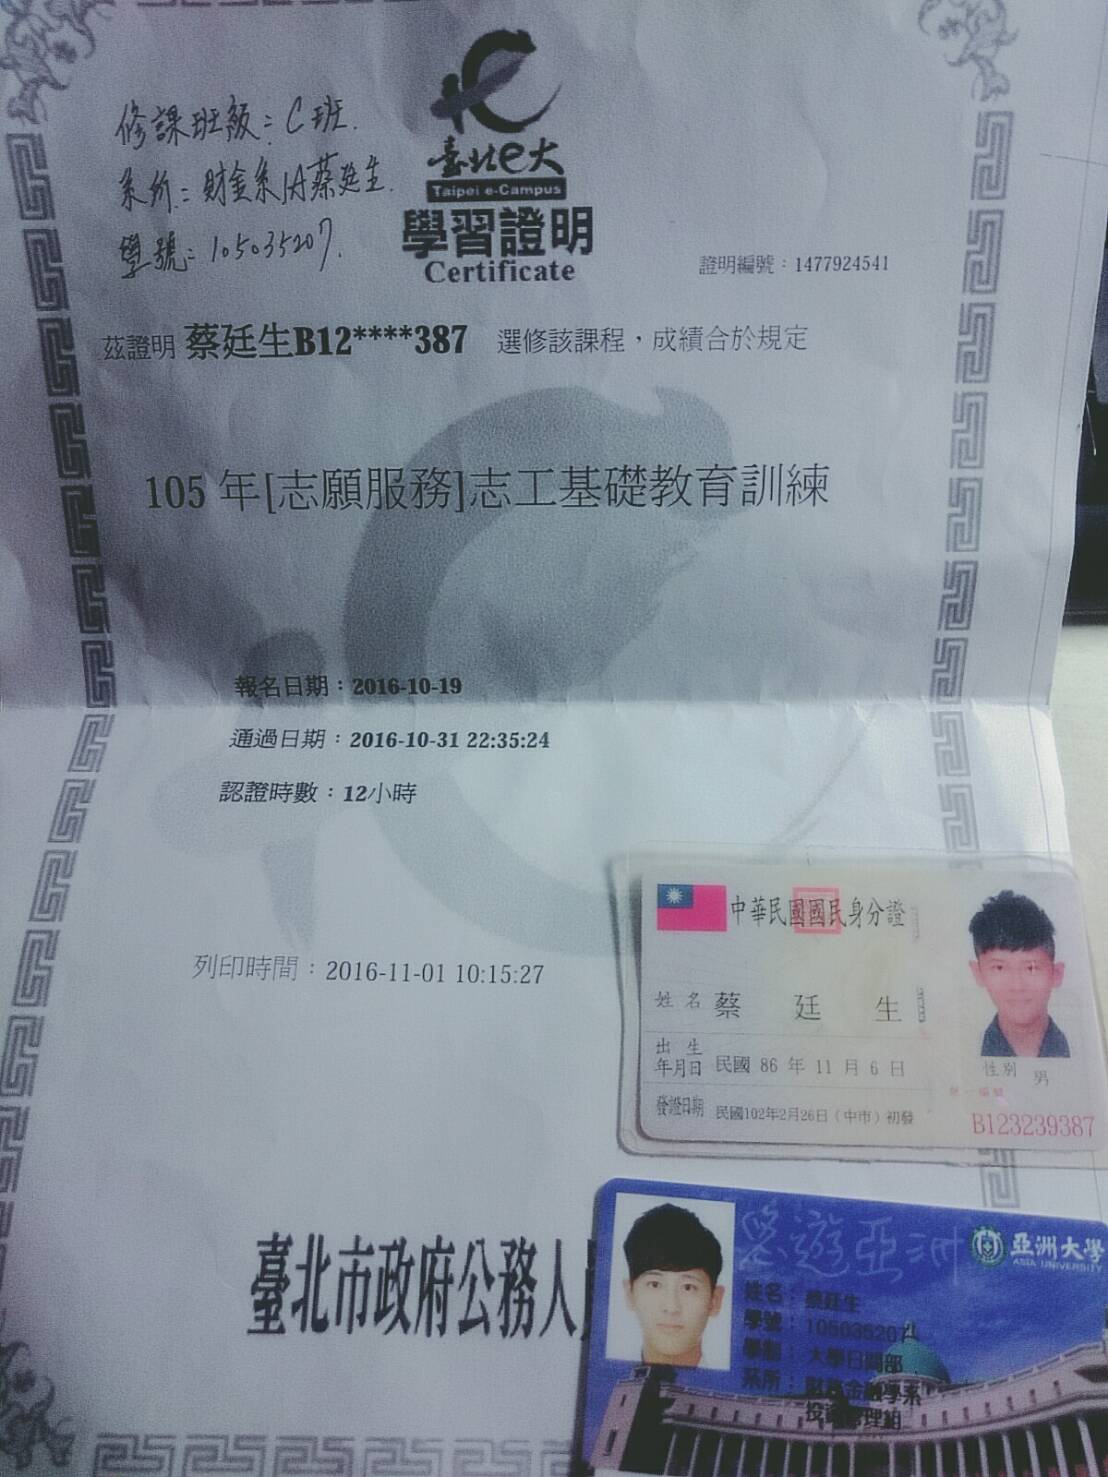 修課班級：C班.
系所：財金系1A蔡廷生.
學號：105035207.
臺北e大
Taipei e-Campus
學習證明
Certificate
證明編號：1477924541
茲證明 蔡廷生B12****387 選修該課程，成績合於規定
105 年[志願服務]志工基礎教育訓練
報名日期：2016-10-19
通過日期：2016-10-31 22:35:24
認證時數：12小時
列印時間：2016-11-01 10:15:27
臺北市政府公務人
中華民國國民身分證
姓名 蔡 廷 生
出生年月日 民國 86 年 11 月 6 日
性別 男
發證日期 民國102年2月26日（中市）初發
統一編號
B123239387
悠遊亞洲
亞洲大學
ASIA UNIVERSITY
姓名：蔡廷生
學號：105035207
學制：大學日間部
系所：財務金融學系
投資管理組